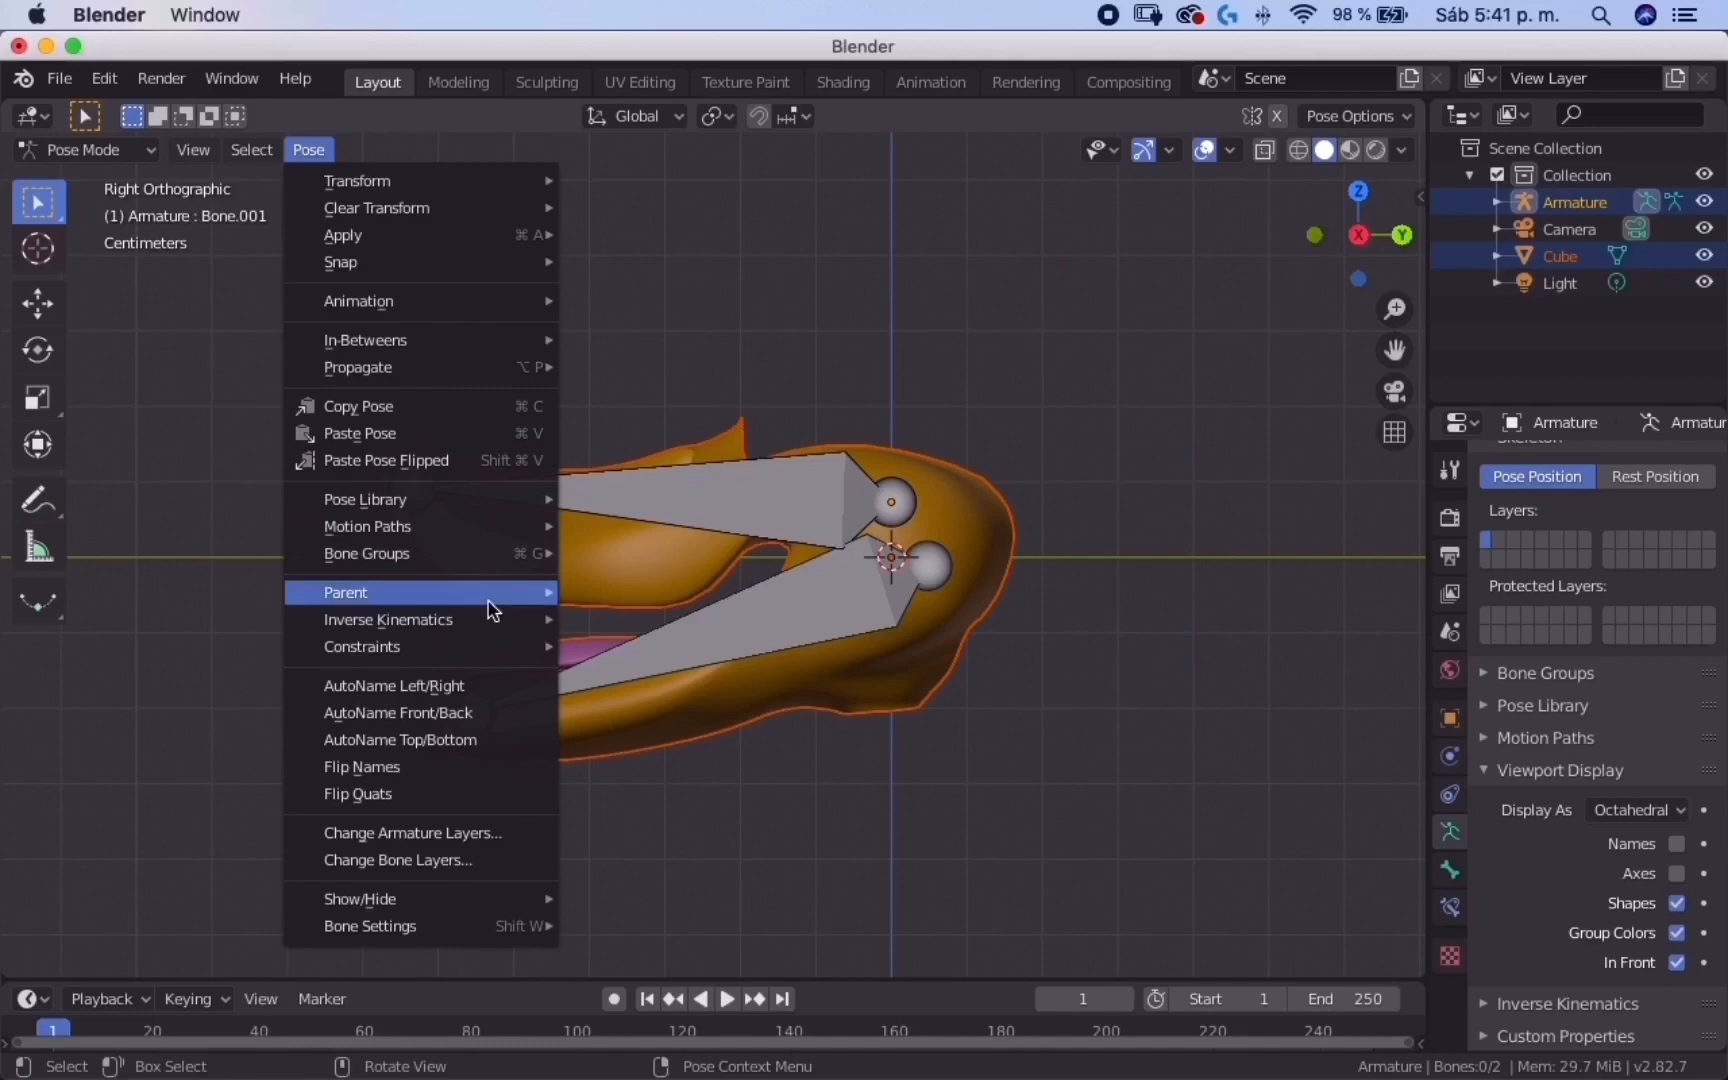 Blender Window 98 % Sáb 5:41 p. m.
Blender
File Edit Render Window Help Layout Modeling Sculpting UV Editing Texture Paint Shading Animation Rendering Compositing Scene View Layer
Global X Pose Options
Pose Mode View Select Pose
Right Orthographic
(1) Armature : Bone.001
Centimeters
Transform
Clear Transform
Apply ⌘ A
Snap
Animation
In-Betweens
Propagate ⌥ P
Copy Pose ⌘ C
Paste Pose ⌘ V
Paste Pose Flipped Shift ⌘ V
Pose Library
Motion Paths
Bone Groups ⌘ G
Parent
Inverse Kinematics
Constraints
AutoName Left/Right
AutoName Front/Back
AutoName Top/Bottom
Flip Names
Flip Quats
Change Armature Layers...
Change Bone Layers...
Show/Hide
Bone Settings Shift W
Z
X Y
Scene Collection
Collection
Armature
Camera
Cube
Light
Armature Armatur
Skeleton
Pose Position Rest Position
Layers:
Protected Layers:
Bone Groups
Pose Library
Motion Paths
Viewport Display
Display As Octahedral
Names
Axes
Shapes
Group Colors
In Front
Inverse Kinematics
Custom Properties
Playback Keying View Marker 1 Start 1 End 250
1 20 40 60 80 100 120 140 160 180 200 220 240
Select Box Select Rotate View Pose Context Menu Armature | Bones:0/2 | Mem: 29.7 MiB | v2.82.7